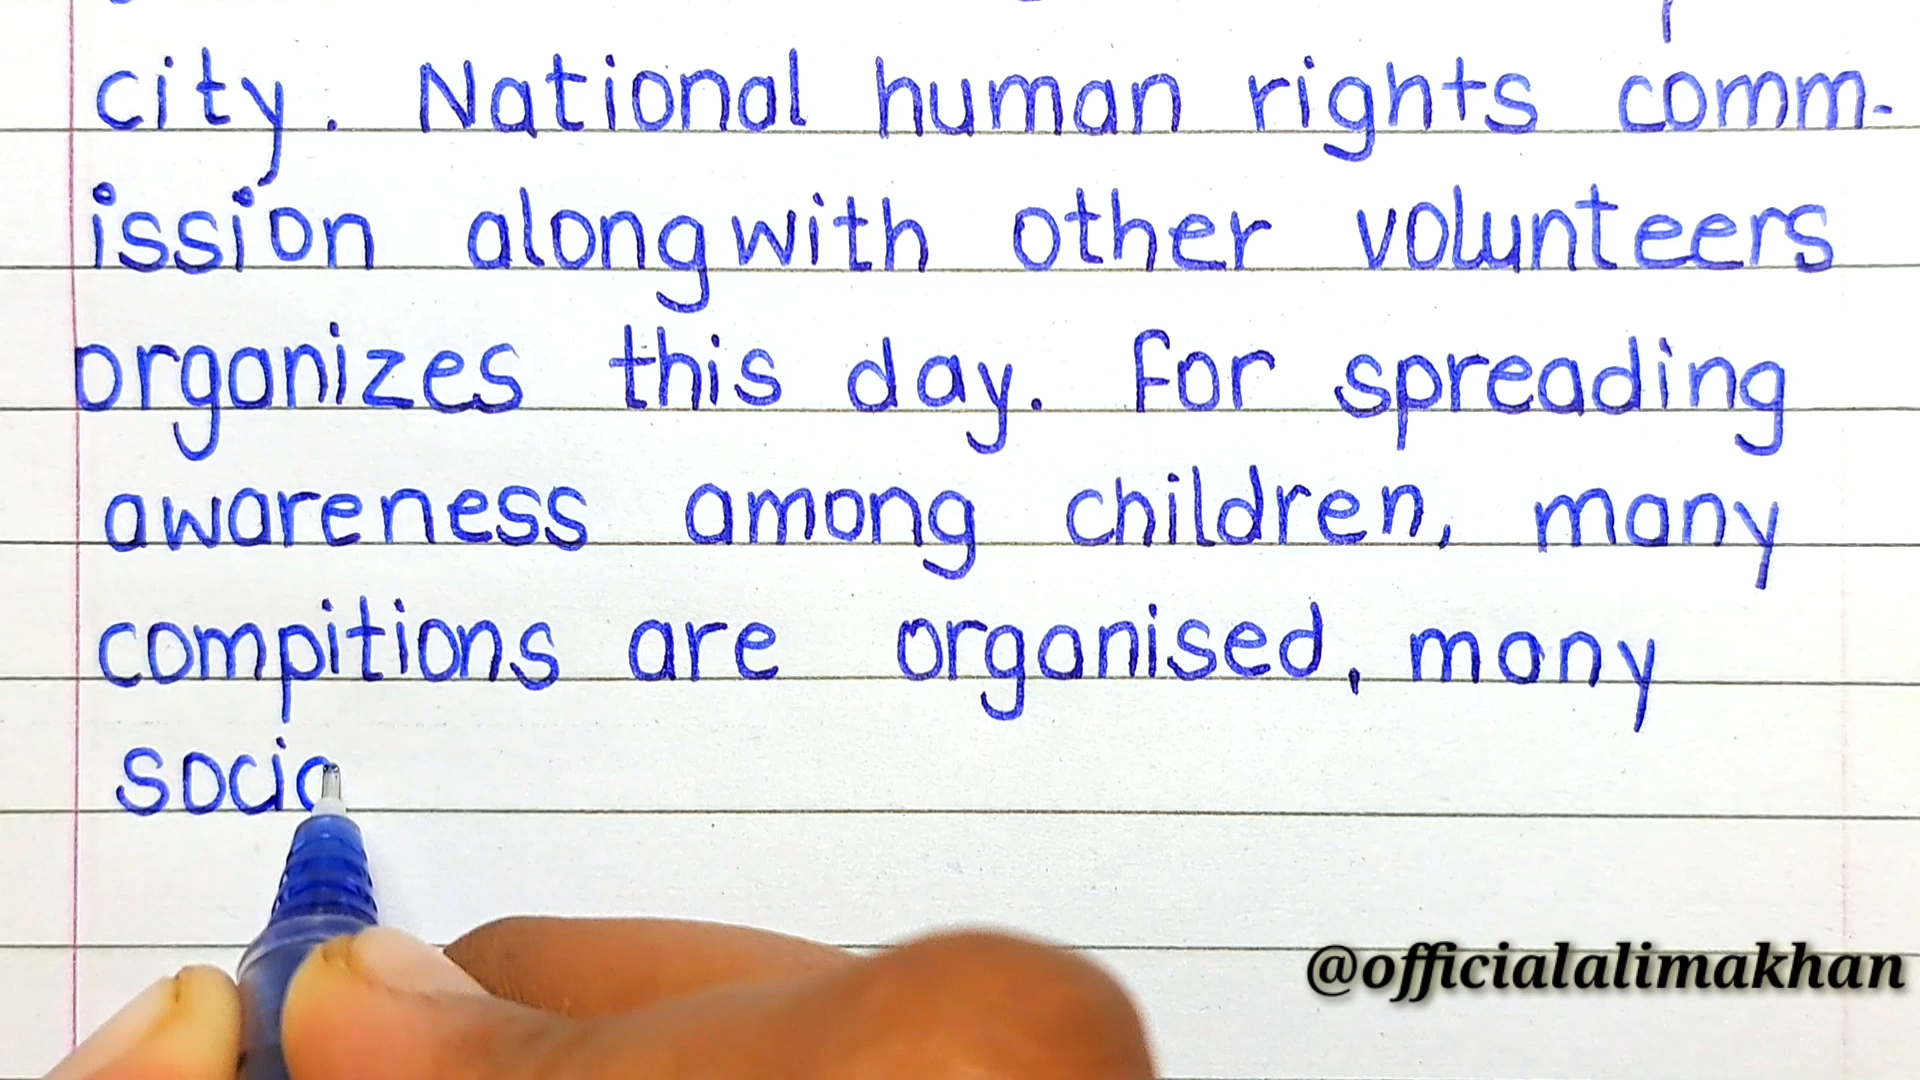 city. National human rights comm-
ission alongwith other volunteers
organizes this day. For spreading
awareness among children, many
compitions are organised, many
socia
@officialalimakhan